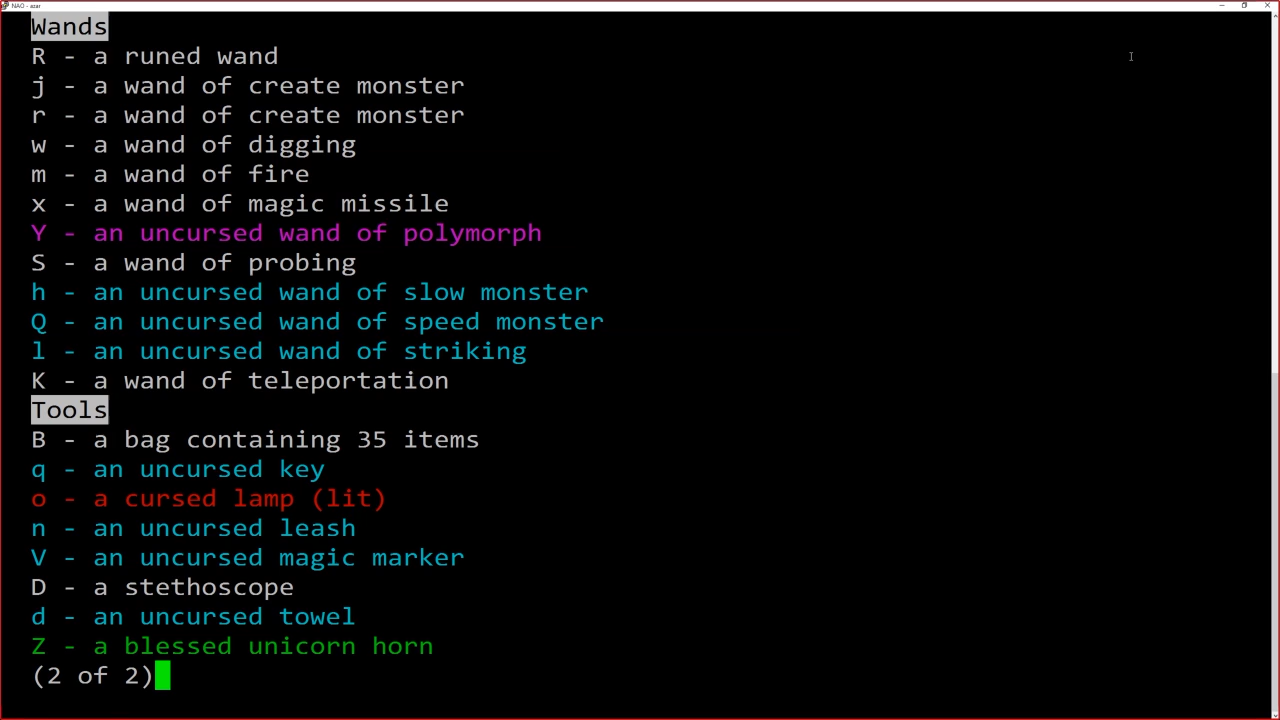 NAO - azar
Wands
R - a runed wand
j - a wand of create monster
r - a wand of create monster
w - a wand of digging
m - a wand of fire
x - a wand of magic missile
Y - an uncursed wand of polymorph
S - a wand of probing
h - an uncursed wand of slow monster
Q - an uncursed wand of speed monster
l - an uncursed wand of striking
K - a wand of teleportation
Tools
B - a bag containing 35 items
q - an uncursed key
o - a cursed lamp (lit)
n - an uncursed leash
V - an uncursed magic marker
D - a stethoscope
d - an uncursed towel
Z - a blessed unicorn horn
(2 of 2)